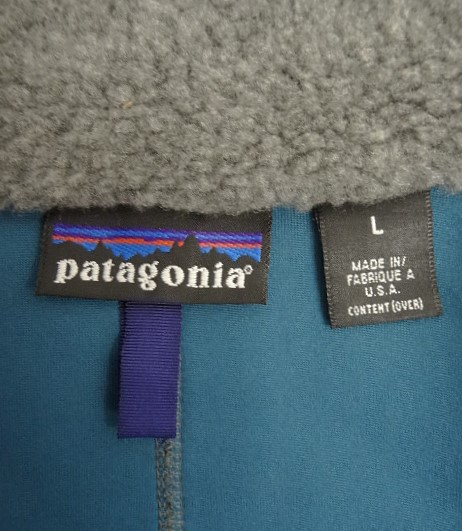 patagonia®
L
MADE IN/
FABRIQUE A
U.S.A.
CONTENT (OVER)